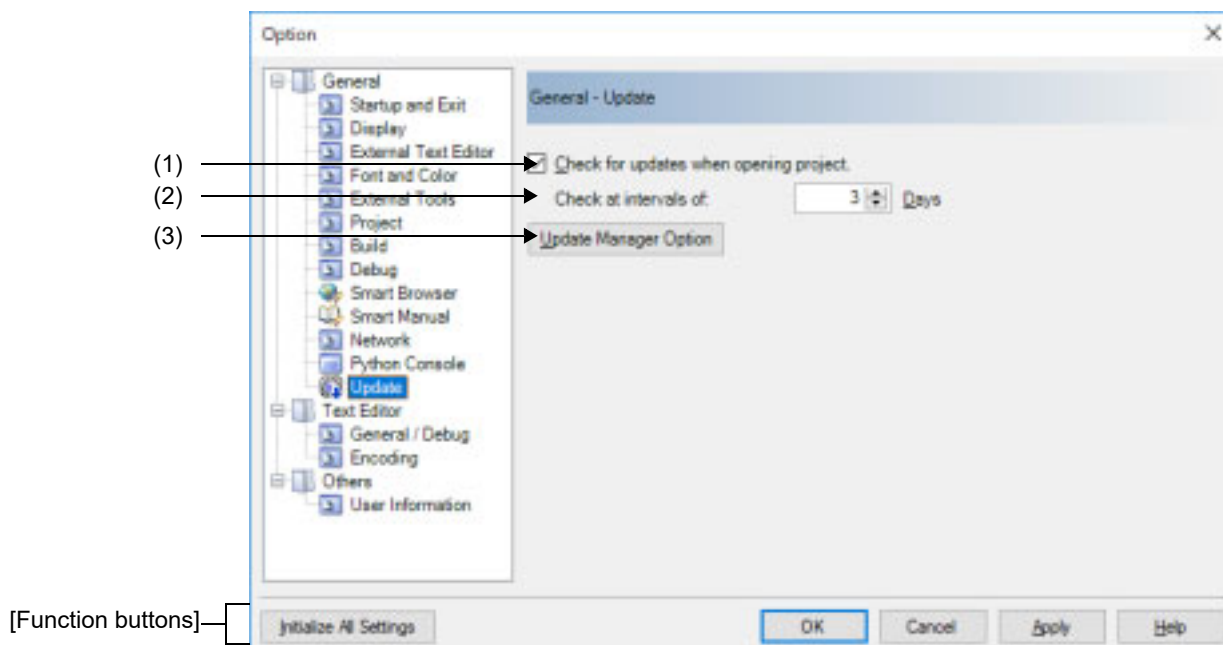 Option
General
Startup and Exit
Display
External Text Editor
Font and Color
External Tools
Project
Build
Debug
Smart Browser
Smart Manual
Network
Python Console
Update
Text Editor
General / Debug
Encoding
Others
User Information
General - Update
(1)
Check for updates when opening project.
(2)
Check at intervals of: 3 Days
(3)
Update Manager Option
[Function buttons]
Initialize All Settings OK Cancel Apply Help